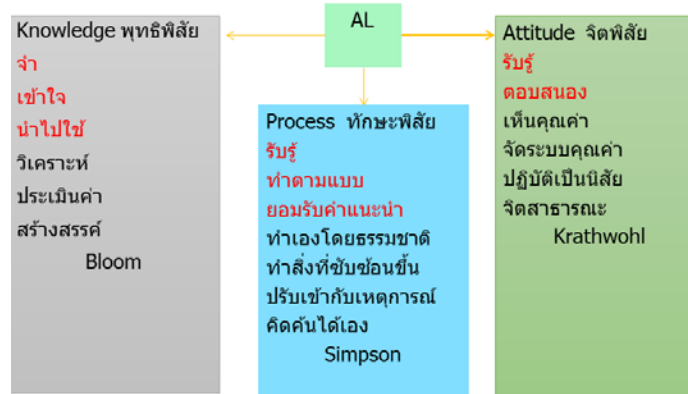 AL
Knowledge พุทธิพิสัย
จำ
เข้าใจ
นำไปใช้
วิเคราะห์
ประเมินค่า
สร้างสรรค์
Bloom
Process ทักษะพิสัย
รับรู้
ทำตามแบบ
ยอมรับคำแนะนำ
ทำเองโดยธรรมชาติ
ทำสิ่งที่ซับซ้อนขึ้น
ปรับเข้ากับเหตุการณ์
คิดค้นได้เอง
Simpson
Attitude จิตพิสัย
รับรู้
ตอบสนอง
เห็นคุณค่า
จัดระบบคุณค่า
ปฏิบัติเป็นนิสัย
จิตสาธารณะ
Krathwohl